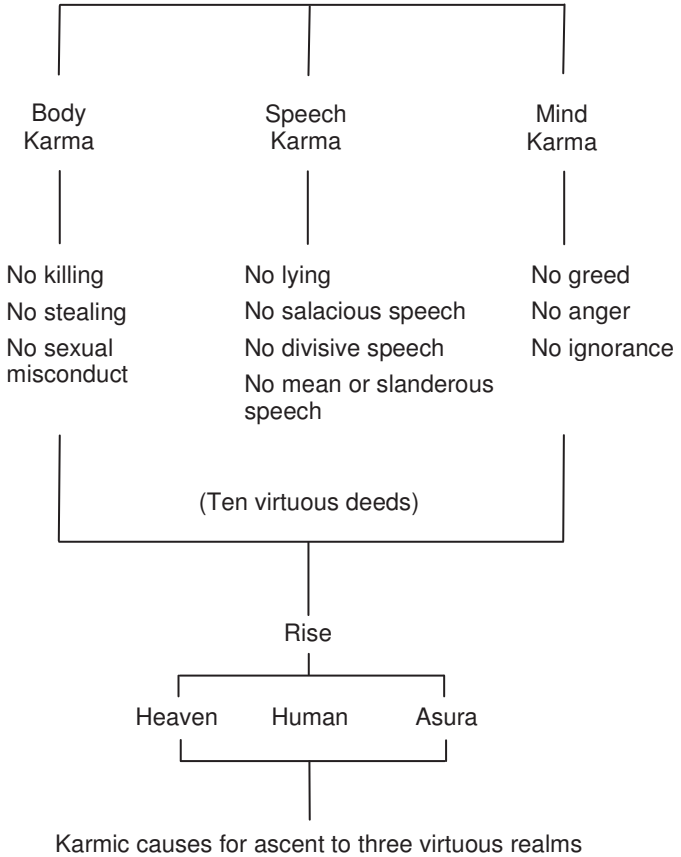 Body
Karma
Speech
Karma
Mind
Karma
No killing
No stealing
No sexual
misconduct
No lying
No salacious speech
No divisive speech
No mean or slanderous
speech
No greed
No anger
No ignorance
(Ten virtuous deeds)
Rise
Heaven
Human
Asura
Karmic causes for ascent to three virtuous realms